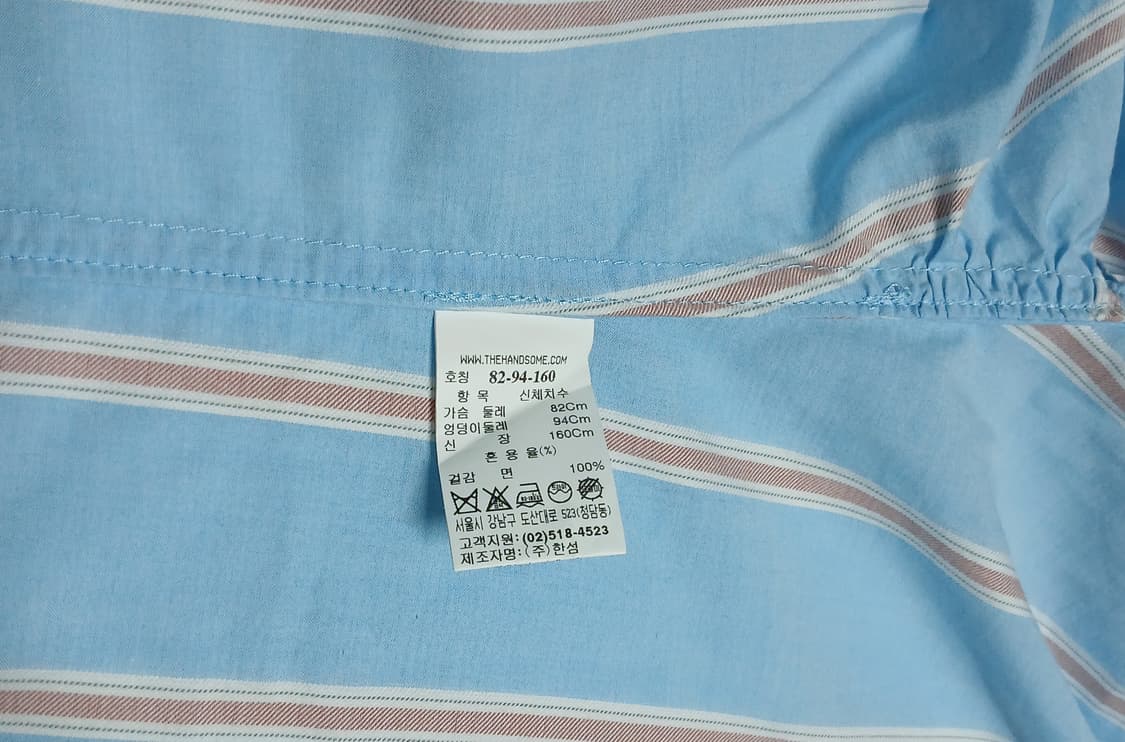 WWW.THEHANDSOME.COM
호칭 82-94-160
항 목 신체치수
가슴 둘레 82Cm
엉덩이둘레 94Cm
신 장 160Cm
혼 용 율(%)
겉감 면 100%
서울시 강남구 도산대로 523(청담동)
고객지원:(02)518-4523
제조자명:(주)한섬